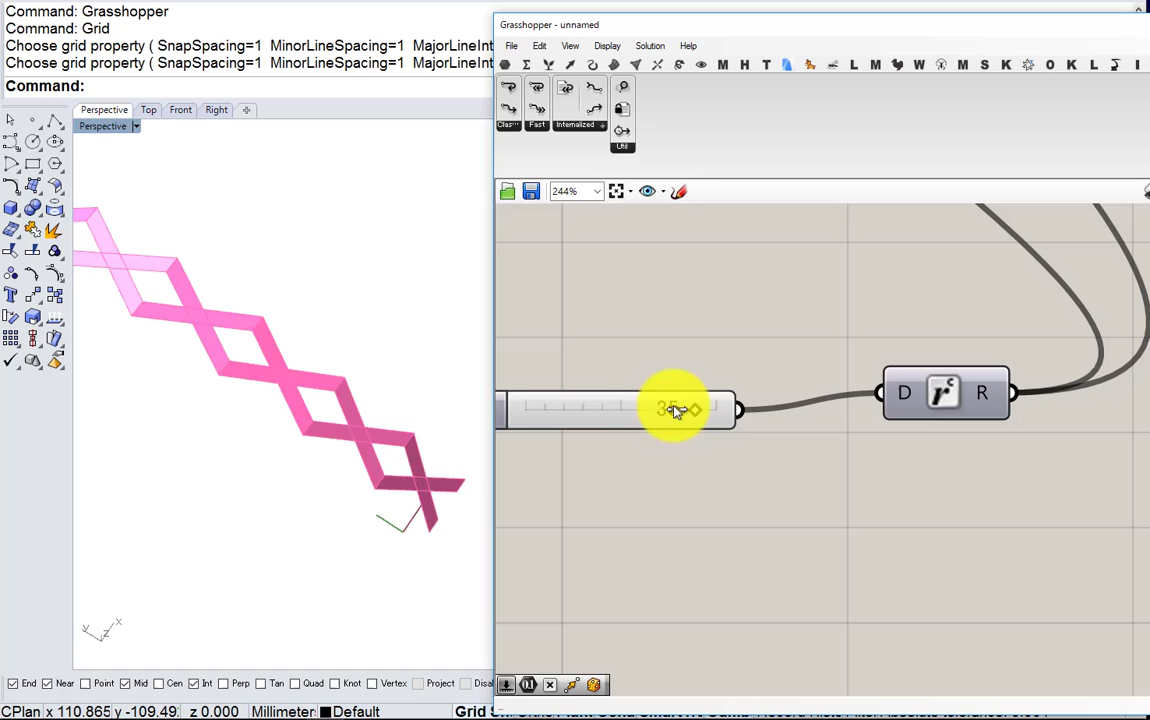 Command: Grasshopper
Command: Grid
Choose grid property ( SnapSpacing=1 MinorLineSpacing=1 MajorLineInt
Choose grid property ( SnapSpacing=1 MinorLineSpacing=1 MajorLineInt
Command:
Perspective Top Front Right
Perspective
Grasshopper - unnamed
File Edit View Display Solution Help
M H T L M W M S K O K L I
Fast Internalized Util
244%
35
D r c R
y z x
End Near Point Mid Cen Int Perp Tan Quad Knot Vertex Project Disa
CPlan x 110.865 y -109.49 z 0.000 Millimeter Default